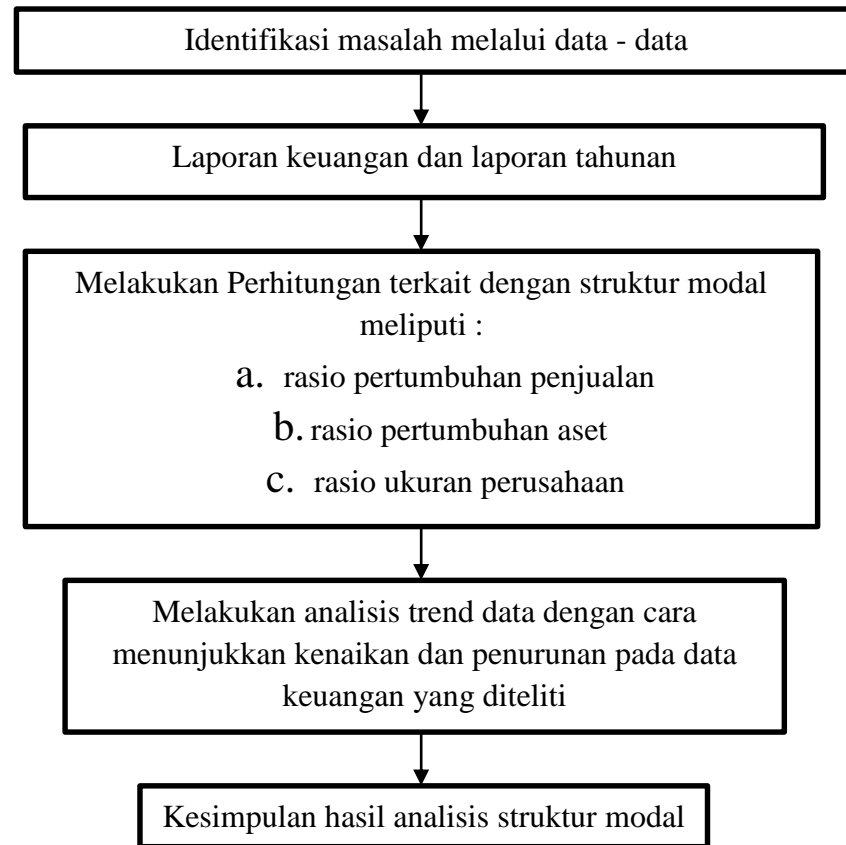 Identifikasi masalah melalui data - data
Laporan keuangan dan laporan tahunan
Melakukan Perhitungan terkait dengan struktur modal
meliputi :
a. rasio pertumbuhan penjualan
b. rasio pertumbuhan aset
c. rasio ukuran perusahaan
Melakukan analisis trend data dengan cara
menunjukkan kenaikan dan penurunan pada data
keuangan yang diteliti
Kesimpulan hasil analisis struktur modal